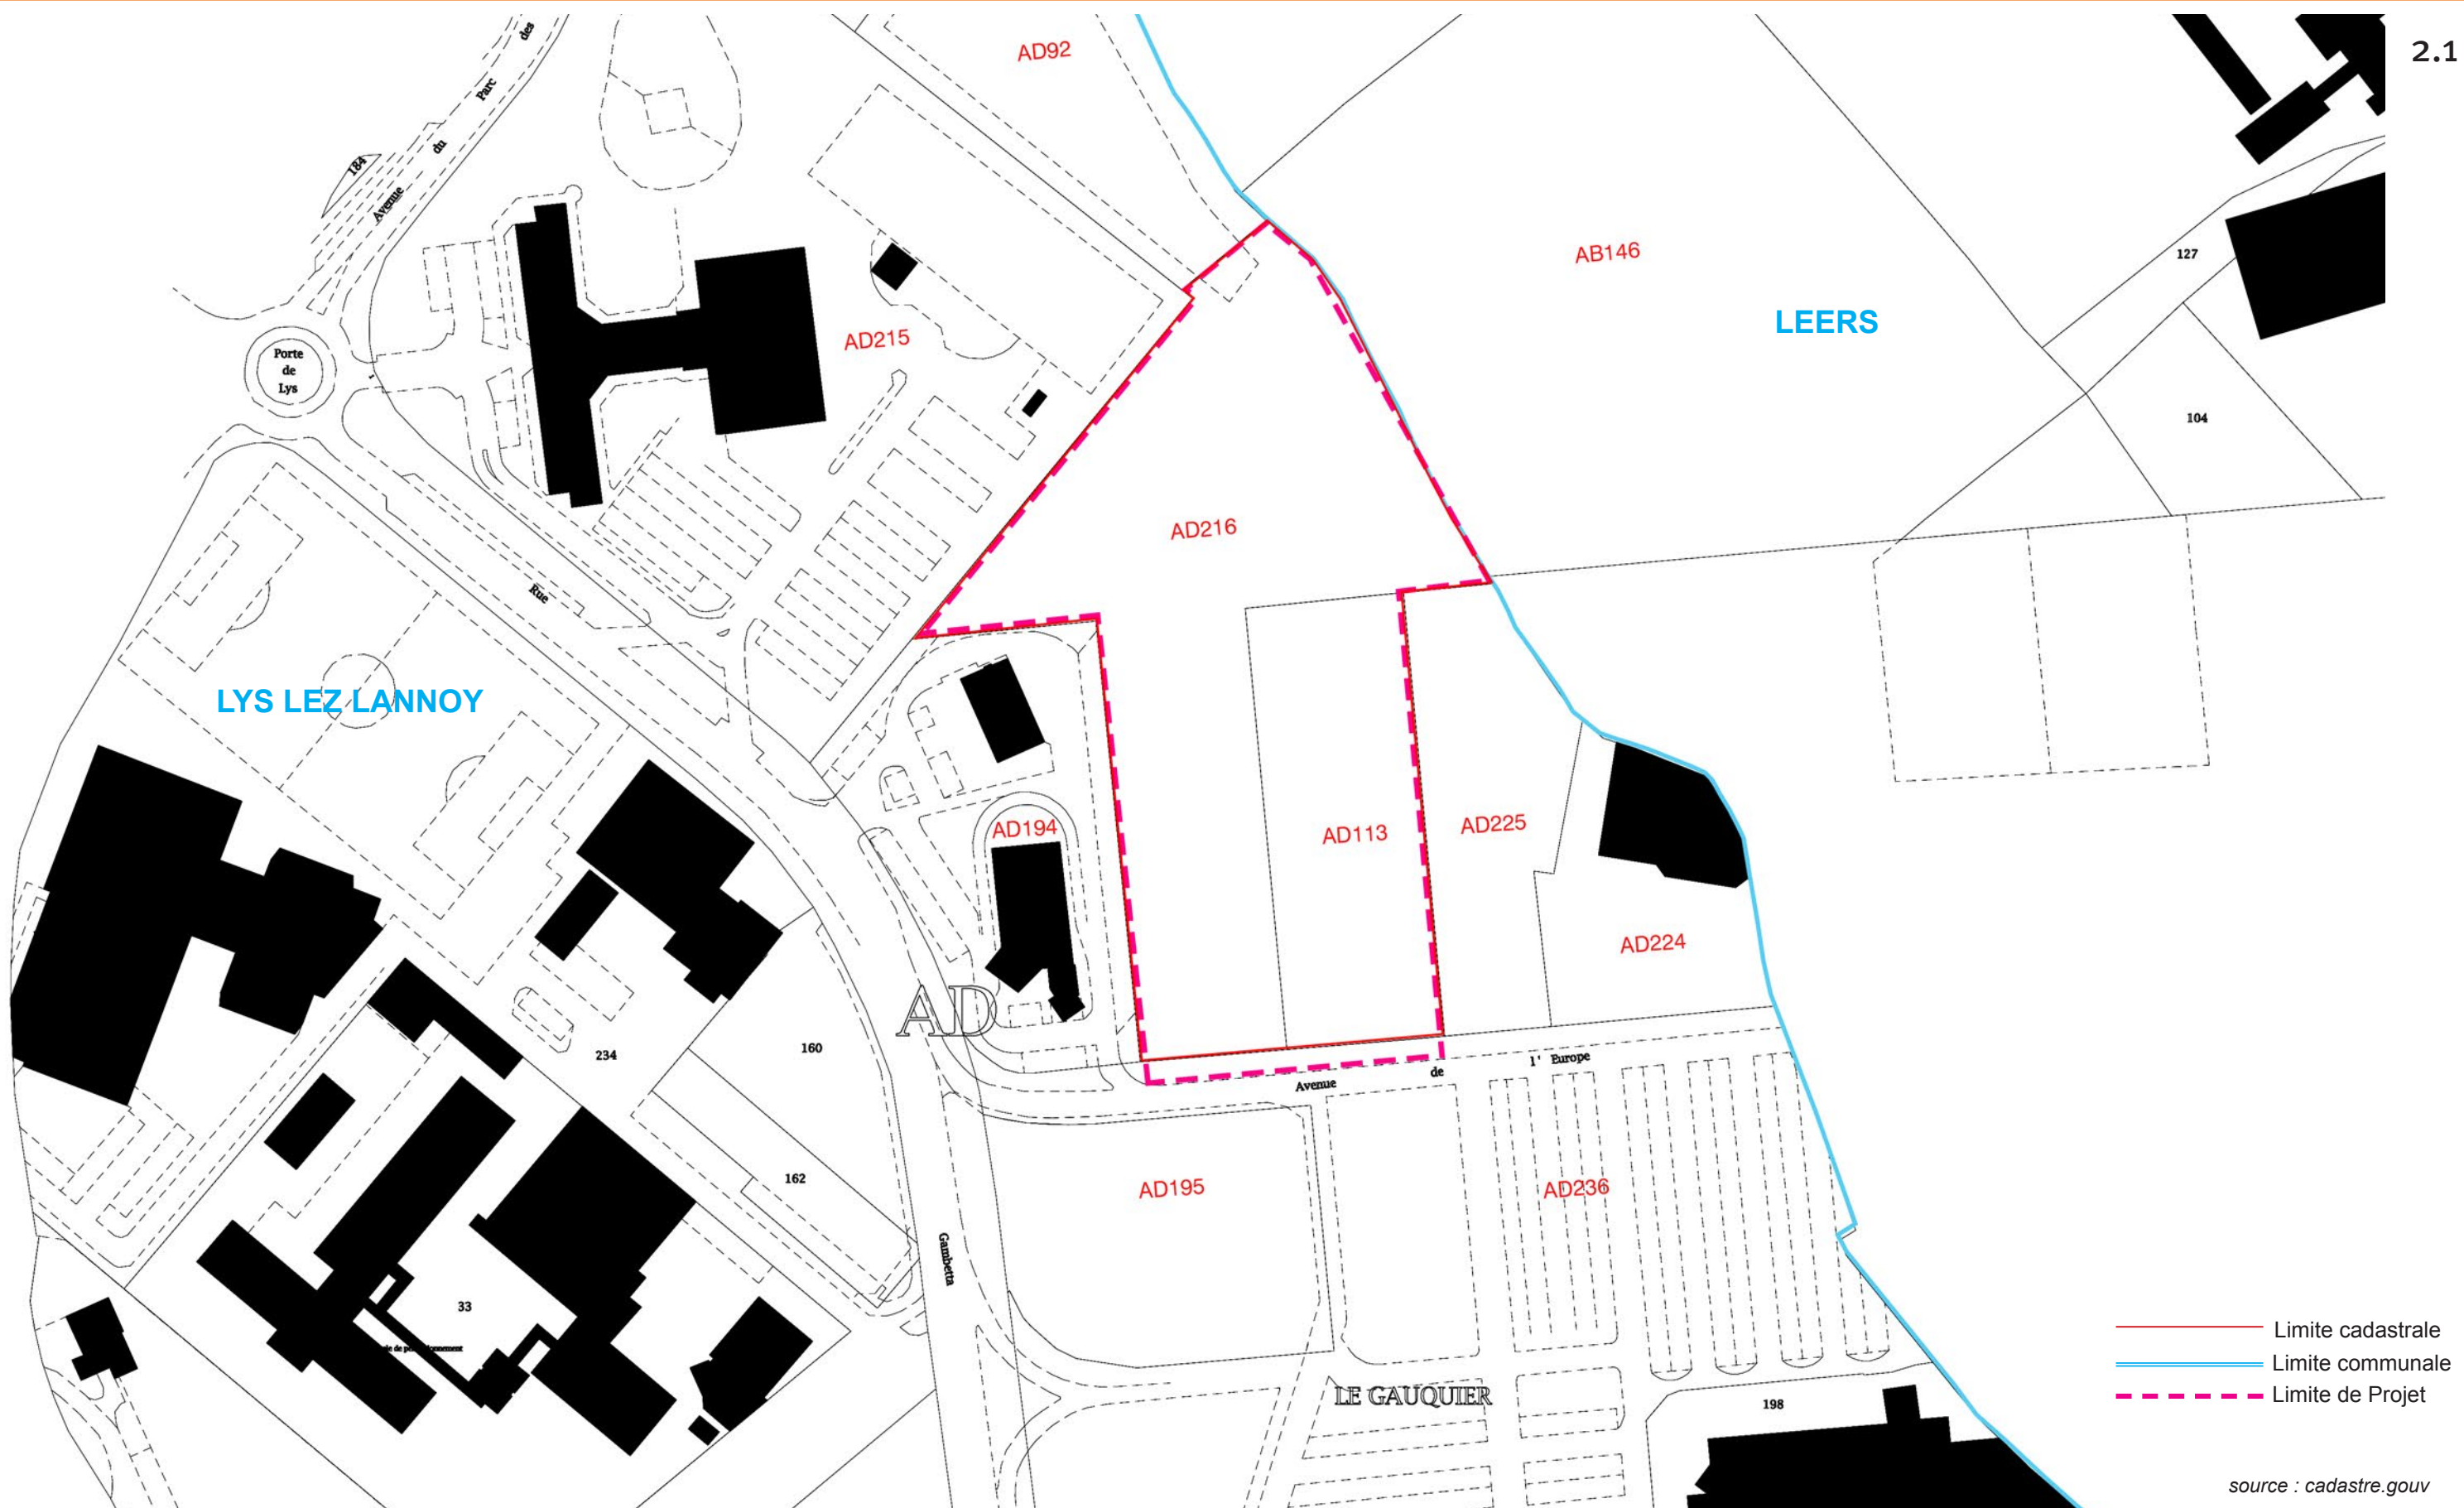 2.1
des
AD92
Parc
du
184
Avenue
AB146
127
LEERS
AD215
Porte
de
Lys
104
AD216
Rue
LYS LEZ LANNOY
AD194
AD113
AD225
AD224
AD
234
160
Avenue
de
l' Europe
162
AD195
AD236
Gambetta
33
LE GAUQUIER
198
Limite cadastrale
Limite communale
Limite de Projet
source : cadastre.gouv